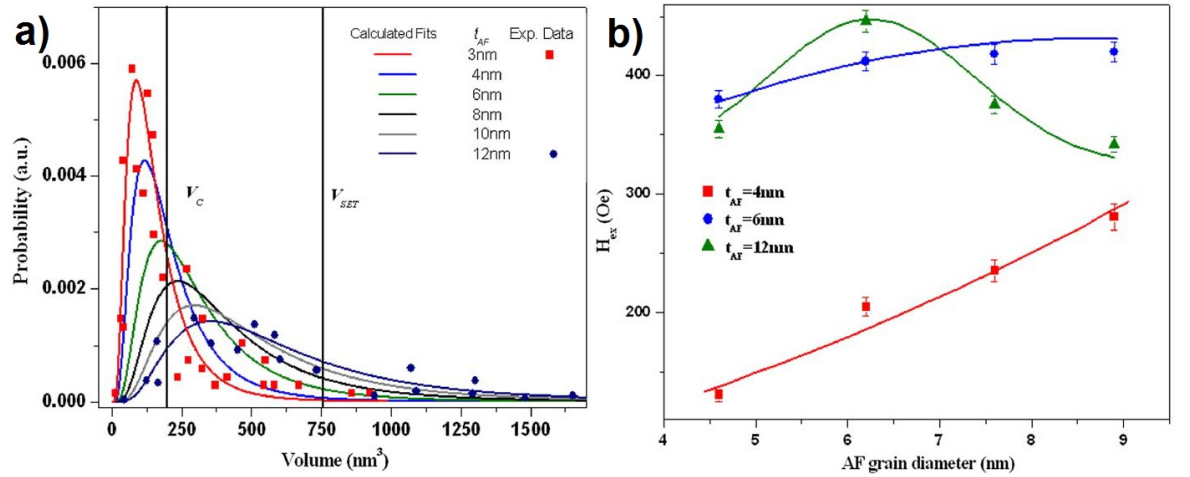 a)
Calculated Fits t_AF Exp. Data
3nm
4nm
6nm
8nm
10nm
12nm
V_C
V_SET
Probability (a.u.)
0.006
0.004
0.002
0.000
0 250 500 750 1000 1250 1500
Volume (nm³)
b)
H_ex (Oe)
400
300
200
t_AF=4nm
t_AF=6nm
t_AF=12nm
4 5 6 7 8 9
AF grain diameter (nm)